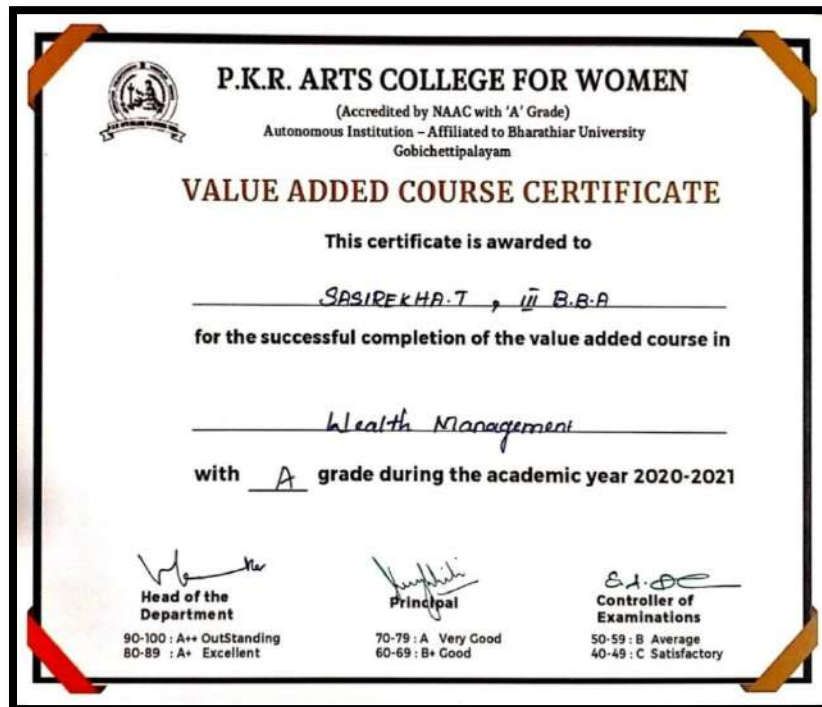 P.K.R. ARTS COLLEGE FOR WOMEN
(Accredited by NAAC with 'A' Grade)
Autonomous Institution – Affiliated to Bharathiar University
Gobichettipalayam
VALUE ADDED COURSE CERTIFICATE
This certificate is awarded to
SASIREKHA.T , III B.B.A
for the successful completion of the value added course in
Wealth Management
with A grade during the academic year 2020-2021
Head of the Department
Principal
Controller of Examinations
90-100 : A++ OutStanding
80-89 : A+ Excellent
70-79 : A Very Good
60-69 : B+ Good
50-59 : B Average
40-49 : C Satisfactory